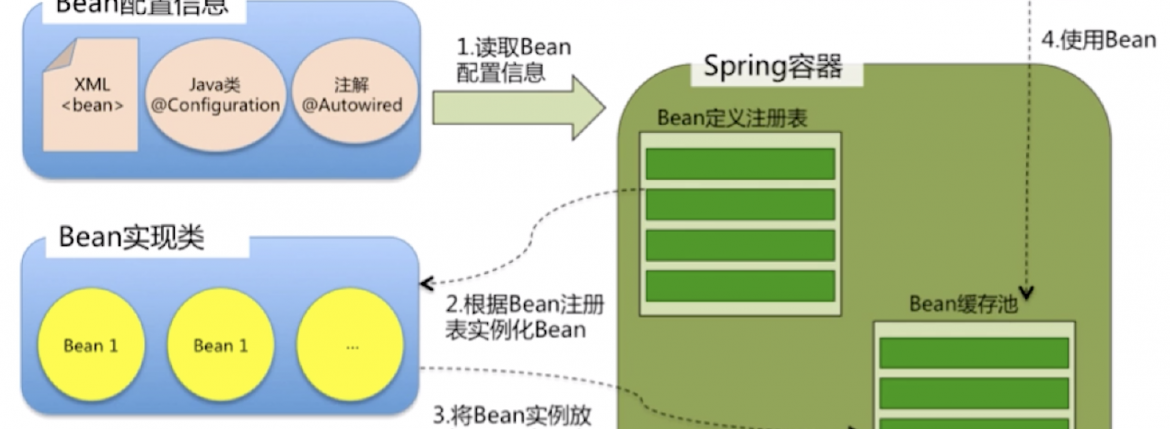 Bean配置信息
XML
<bean>
Java类
@Configuration
注解
@Autowired
1.读取Bean
配置信息
4.使用Bean
Spring容器
Bean定义注册表
Bean实现类
Bean 1
Bean 1
...
2.根据Bean注册
表实例化Bean
Bean缓存池
3.将Bean实例放